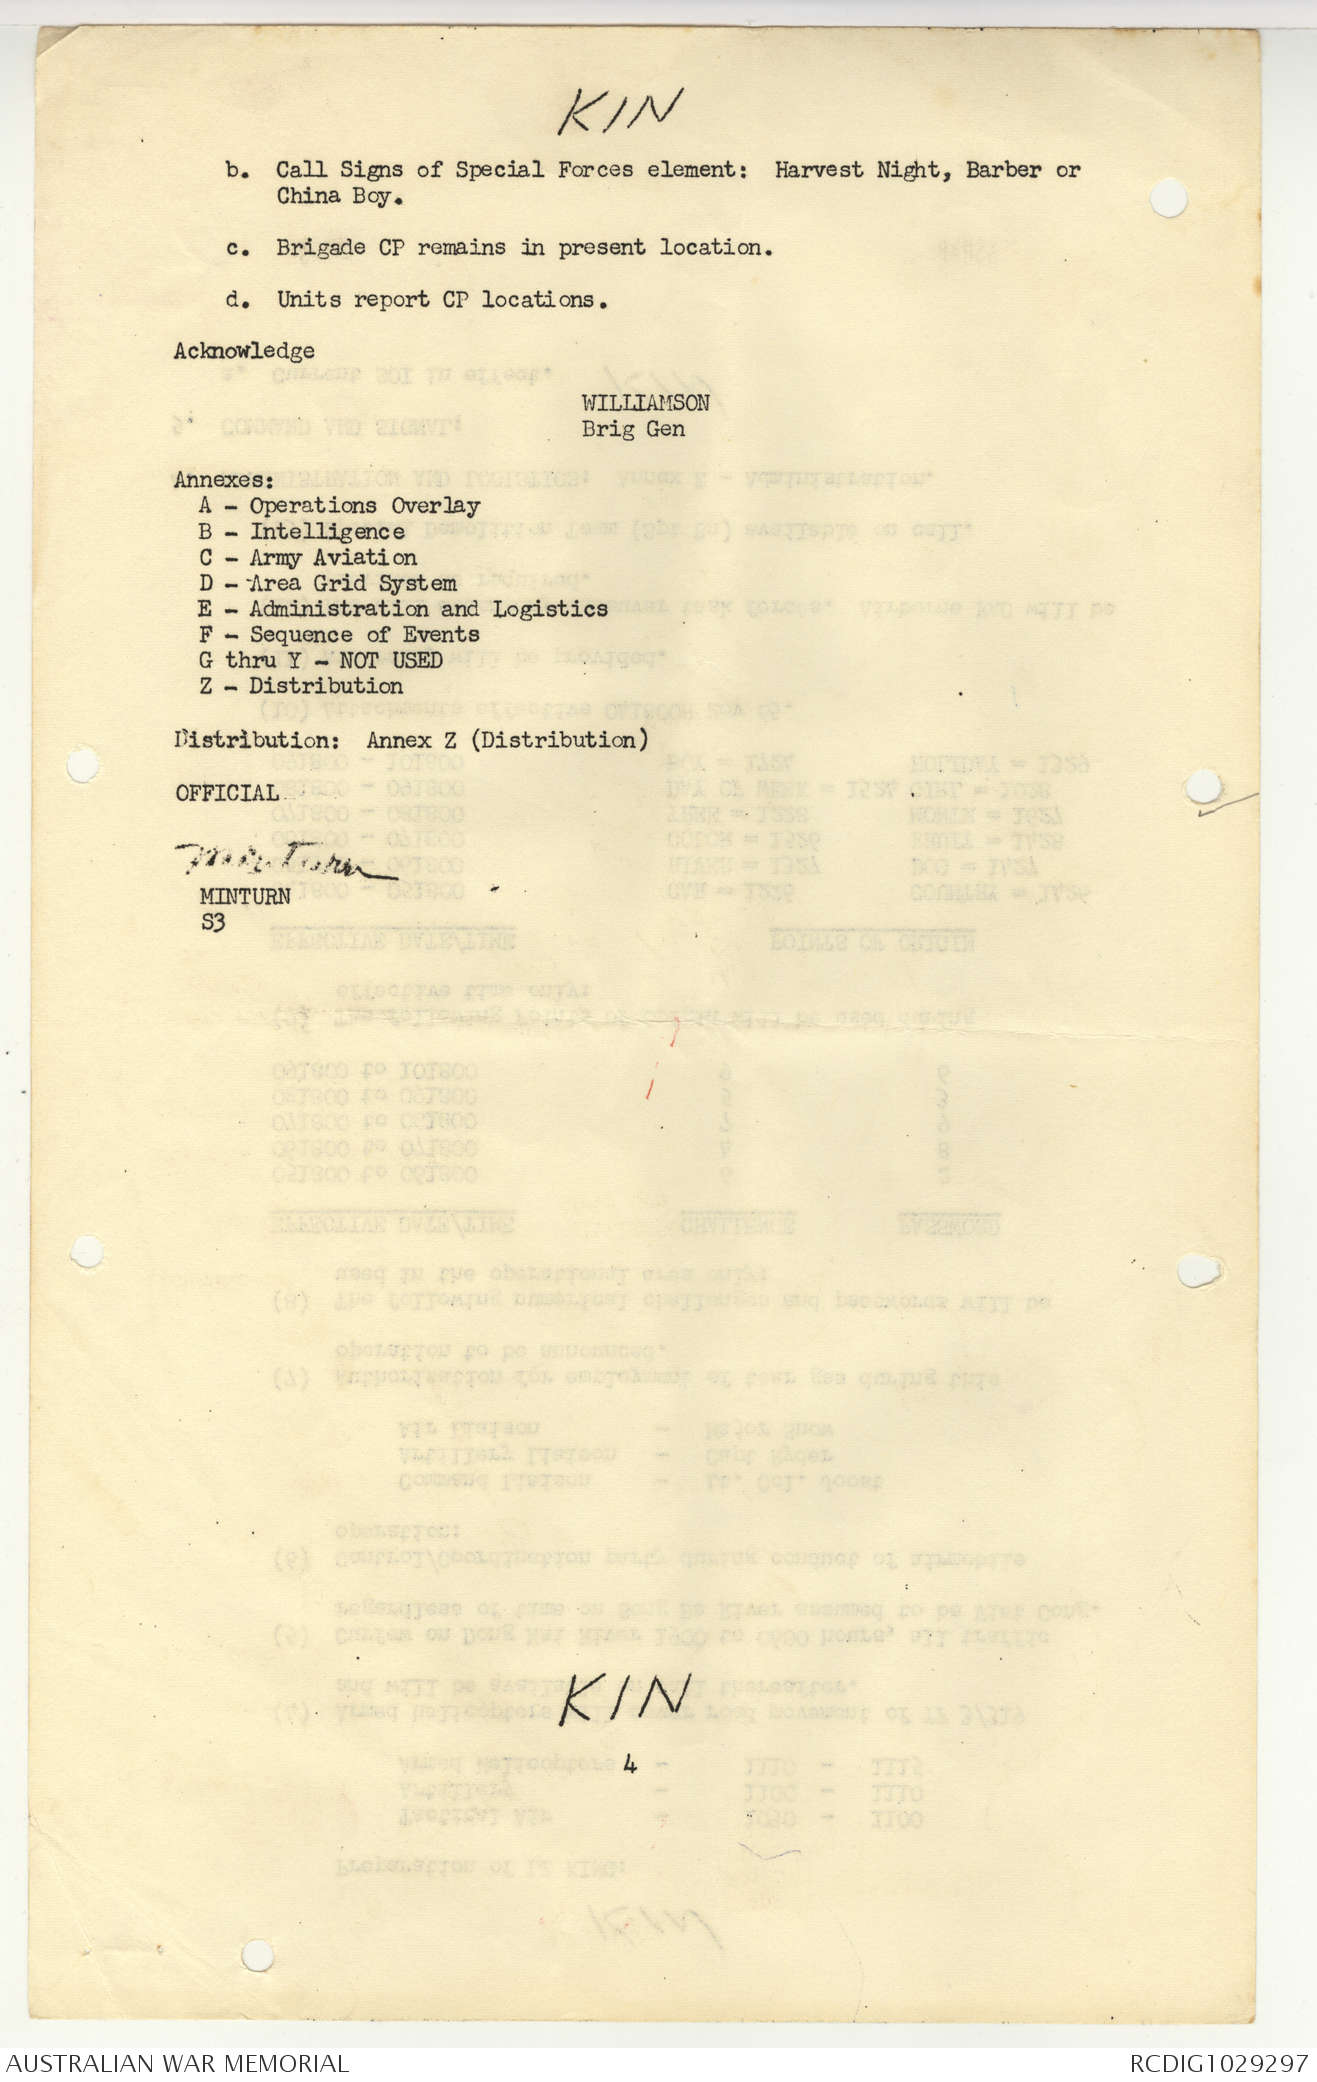 KIN
b. Call Signs of Special Forces element: Harvest Night, Barber or
China Boy.
c. Brigade CP remains in present location.
d. Units report CP locations.
Acknowledge
WILLIAMSON
Brig Gen
Annexes:
A - Operations Overlay
B - Intelligence
C - Army Aviation
D - Area Grid System
E - Administration and Logistics
F - Sequence of Events
G thru Y - NOT USED
Z - Distribution
Distribution: Annex Z (Distribution)
OFFICIAL
Minturn
MINTURN
S3
KIN
4
AUSTRALIAN WAR MEMORIAL
RCDIG1029297